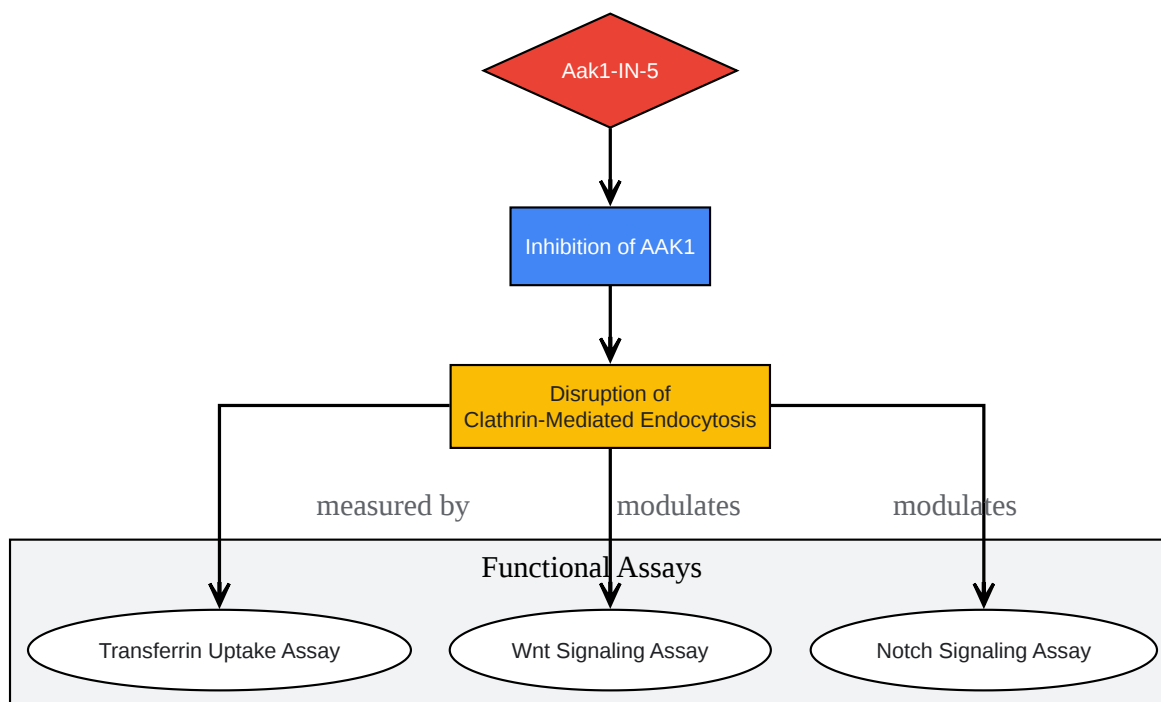 Aak1-IN-5
Inhibition of AAK1
Disruption of
Clathrin-Mediated Endocytosis
measured by
modulates
modulates
Functional Assays
Transferrin Uptake Assay
Wnt Signaling Assay
Notch Signaling Assay